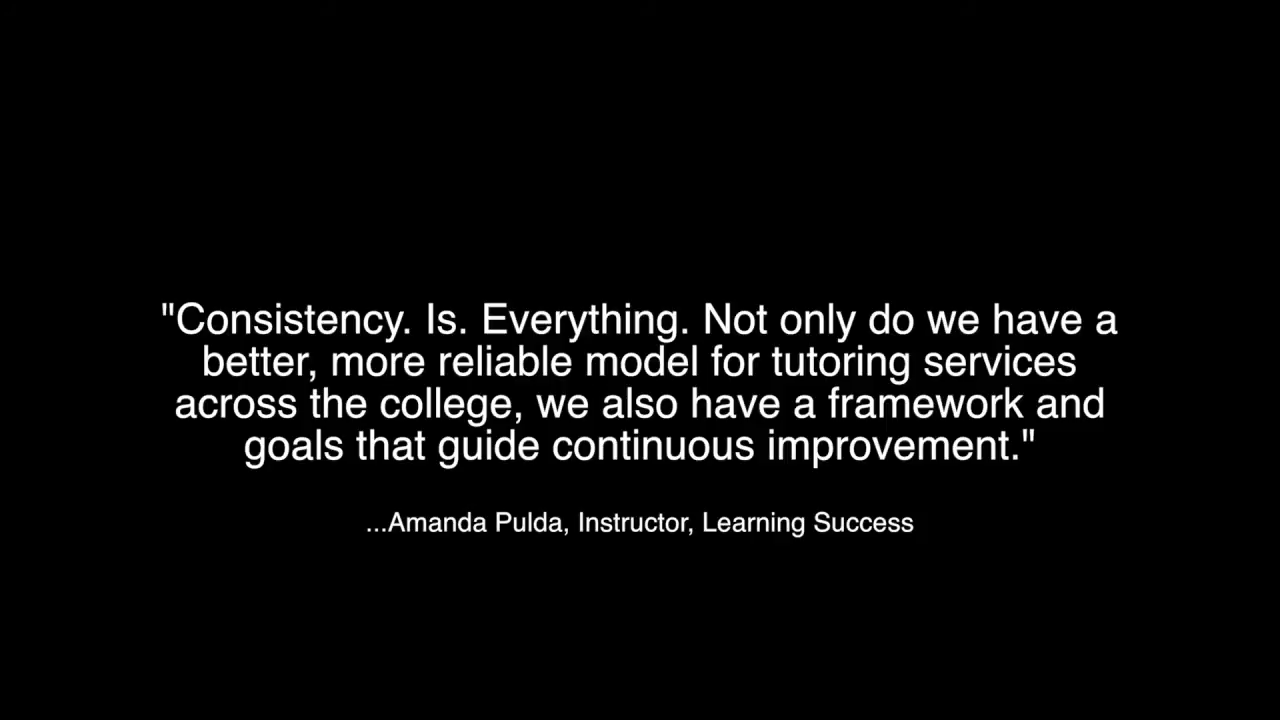 "Consistency. Is. Everything. Not only do we have a
better, more reliable model for tutoring services
across the college, we also have a framework and
goals that guide continuous improvement."
...Amanda Pulda, Instructor, Learning Success